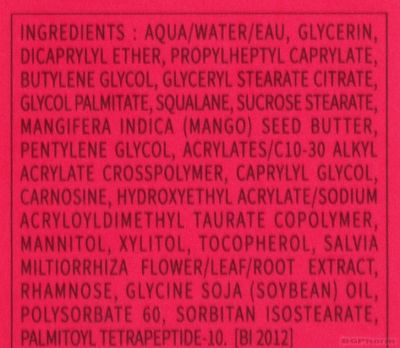 INGREDIENTS : AQUA/WATER/EAU, GLYCERIN,
DICAPRYLYL ETHER, PROPYLHEPTYL CAPRYLATE,
BUTYLENE GLYCOL, GLYCERYL STEARATE CITRATE,
GLYCOL PALMITATE, SQUALANE, SUCROSE STEARATE,
MANGIFERA INDICA (MANGO) SEED BUTTER,
PENTYLENE GLYCOL, ACRYLATES/C10-30 ALKYL
ACRYLATE CROSSPOLYMER, CAPRYLYL GLYCOL,
CARNOSINE, HYDROXYETHYL ACRYLATE/SODIUM
ACRYLOYLDIMETHYL TAURATE COPOLYMER,
MANNITOL, XYLITOL, TOCOPHEROL, SALVIA
MILTIORRHIZA FLOWER/LEAF/ROOT EXTRACT,
RHAMNOSE, GLYCINE SOJA (SOYBEAN) OIL,
POLYSORBATE 60, SORBITAN ISOSTEARATE,
PALMITOYL TETRAPEPTIDE-10. [BI 2012]